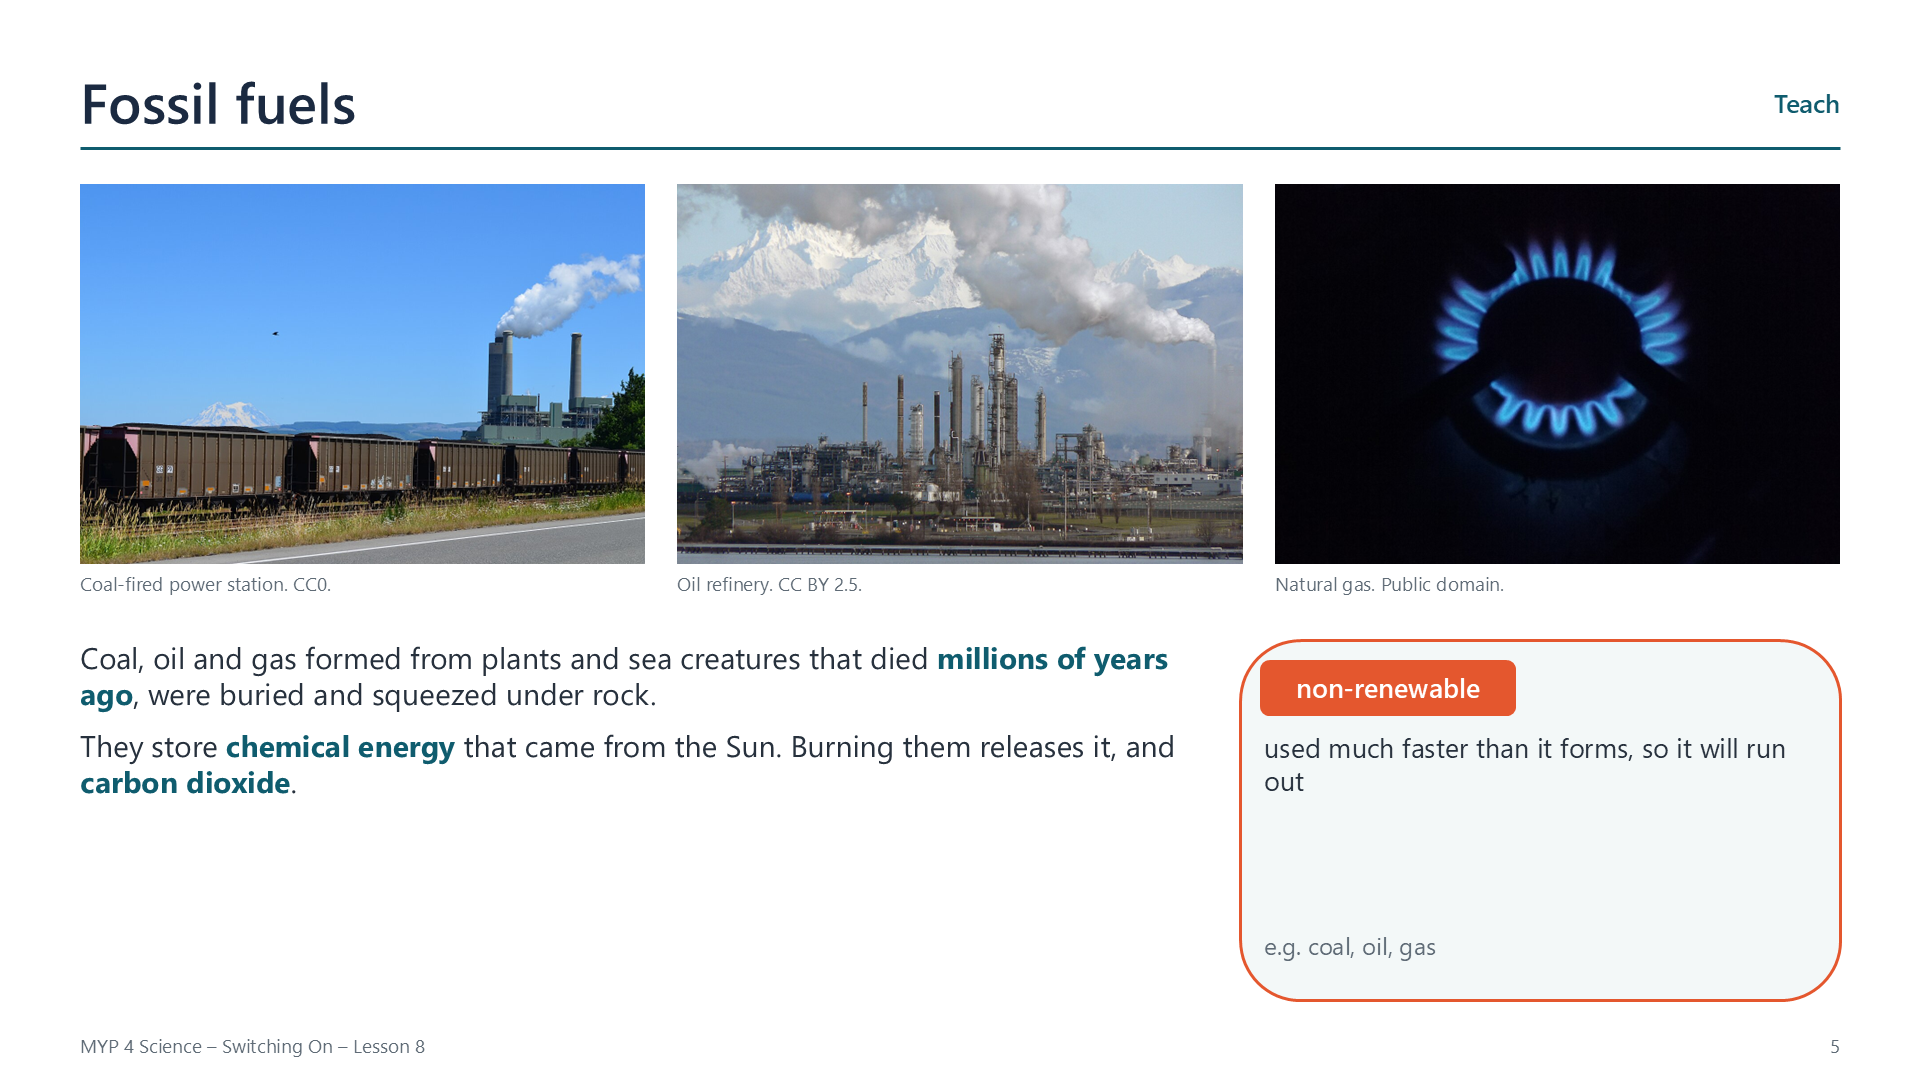 Fossil fuels
Teach
Coal-fired power station. CC0.
Oil refinery. CC BY 2.5.
Natural gas. Public domain.
Coal, oil and gas formed from plants and sea creatures that died millions of years
ago, were buried and squeezed under rock.
They store chemical energy that came from the Sun. Burning them releases it, and
carbon dioxide.
non-renewable
used much faster than it forms, so it will run
out
e.g. coal, oil, gas
MYP 4 Science – Switching On – Lesson 8
5